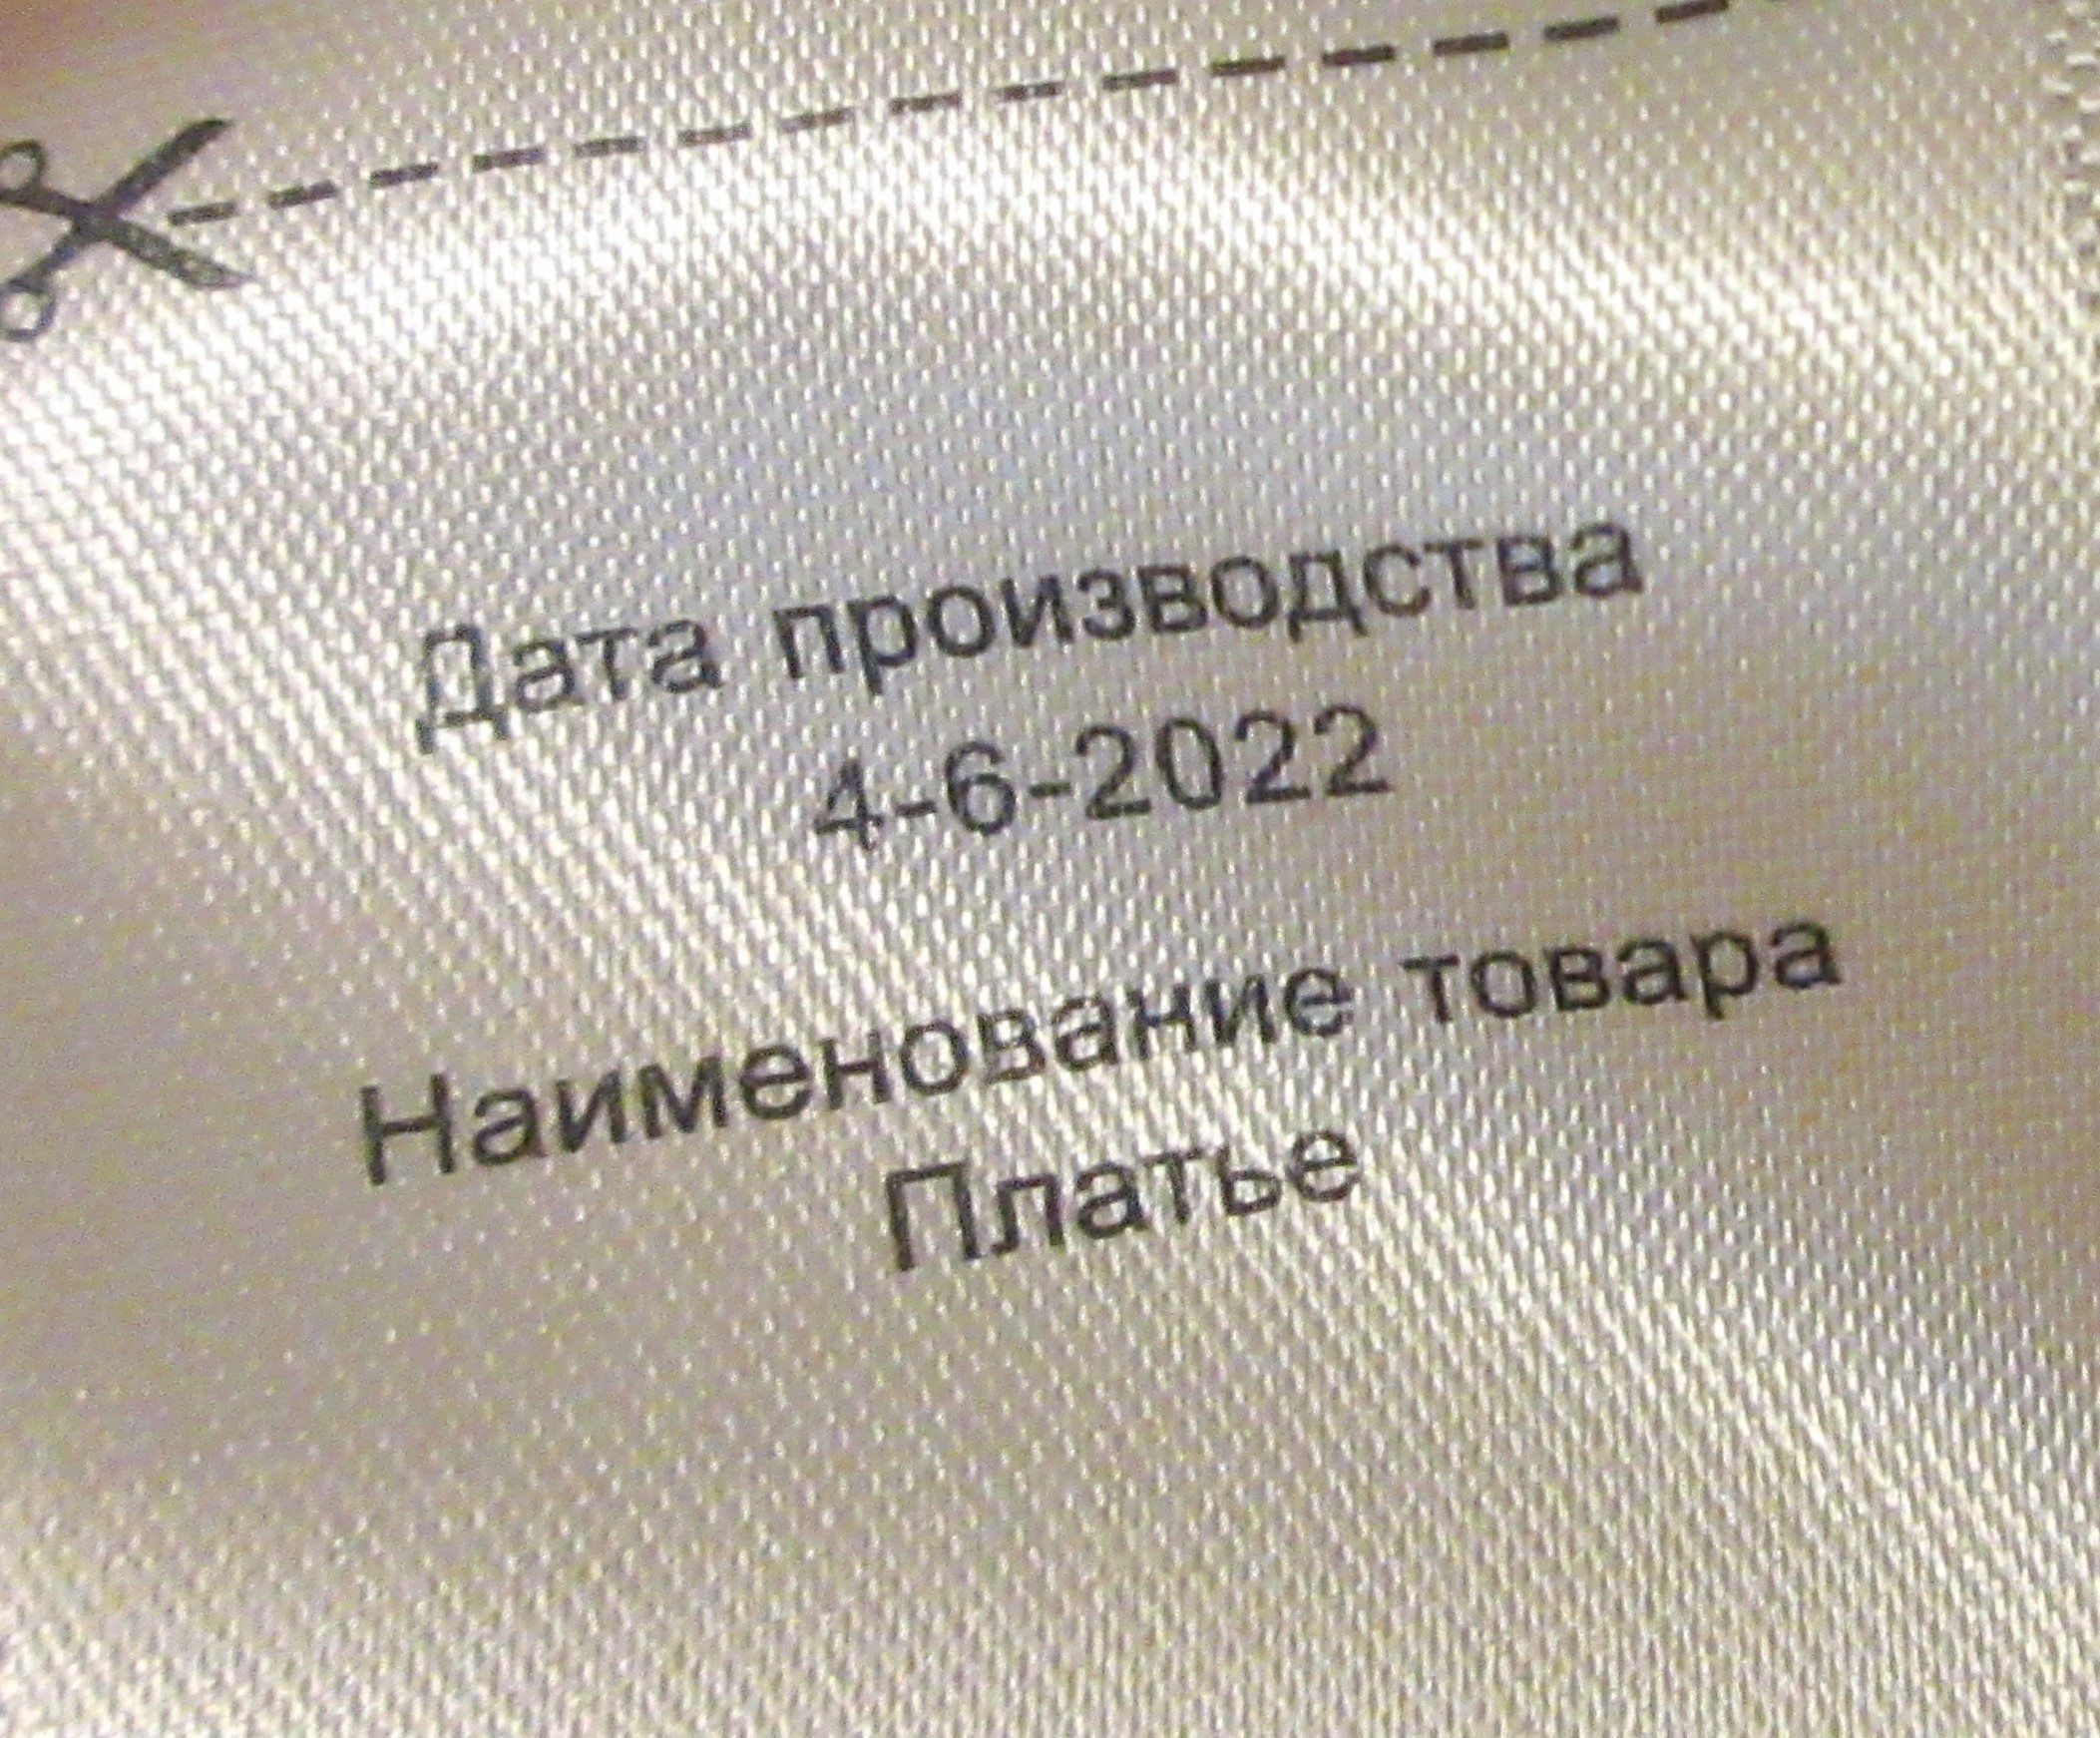 Дата производства
4-6-2022
Наименование товара
Платье